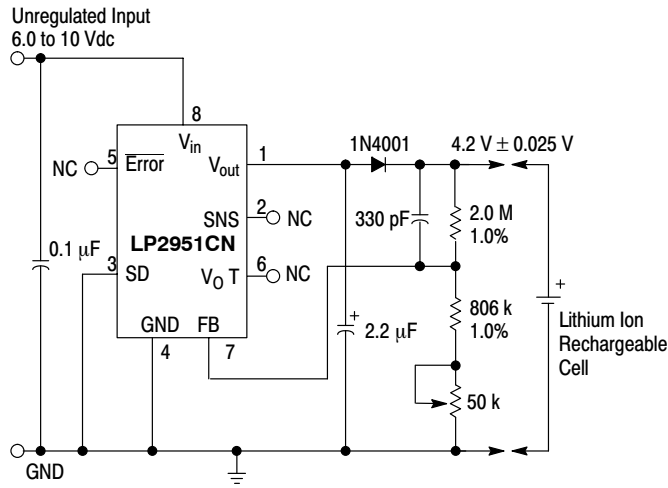 Unregulated Input
6.0 to 10 Vdc
8
Vin
5
Error
NC
Vout
1
1N4001
4.2 V ± 0.025 V
SNS
2
NC
330 pF
2.0 M
1.0%
LP2951CN
0.1 µF
3
SD
VO T
6
NC
GND
FB
4
7
+
2.2 µF
806 k
1.0%
+
Lithium Ion
Rechargeable
Cell
50 k
GND